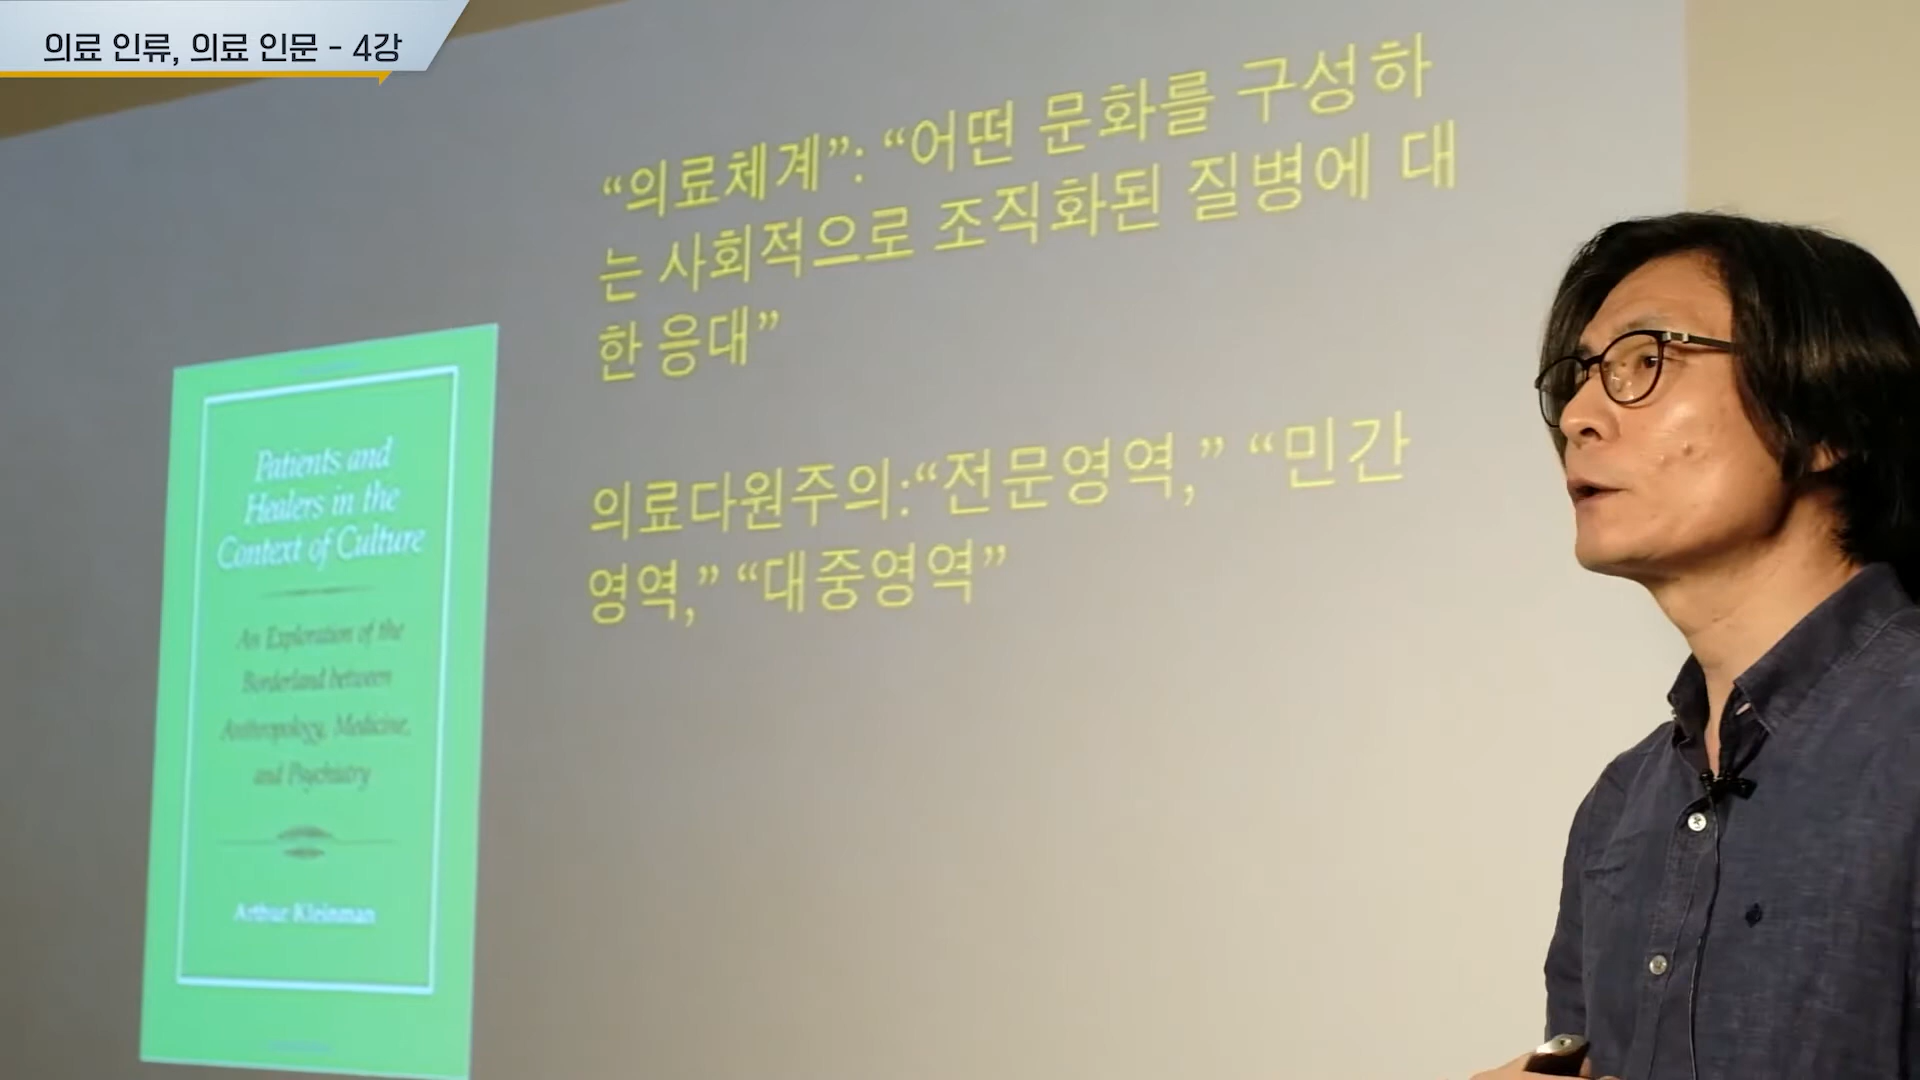 의료 인류, 의료 인문 - 4강
“의료체계”: “어떤 문화를 구성하
는 사회적으로 조직화된 질병에 대
한 응대”
의료다원주의:“전문영역,” “민간
영역,” “대중영역”
Patients and
Healers in the
Context of Culture
An Exploration of the
Borderland between
Anthropology, Medicine,
and Psychiatry
Arthur Kleinman